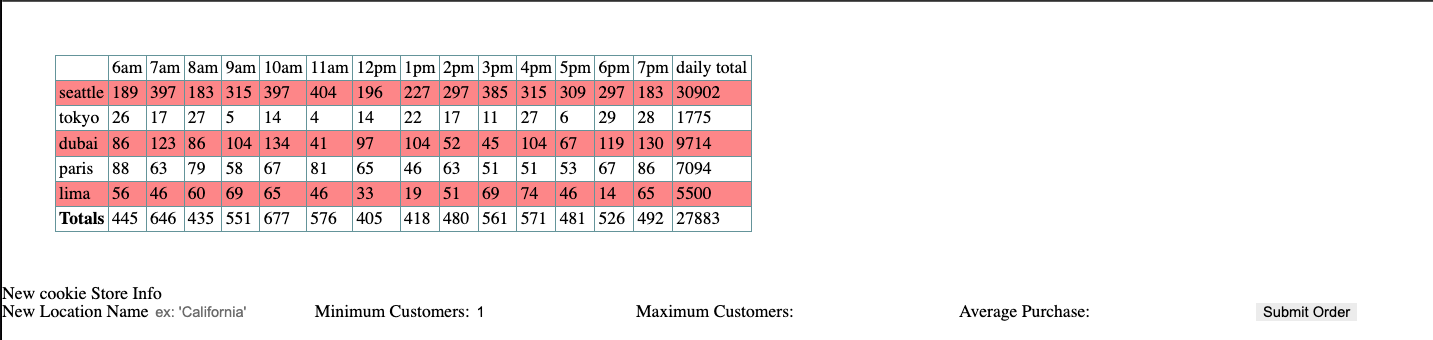 6am 7am 8am 9am 10am 11am 12pm 1pm 2pm 3pm 4pm 5pm 6pm 7pm daily total
seattle 189 397 183 315 397 404 196 227 297 385 315 309 297 183 30902
tokyo 26 17 27 5 14 4 14 22 17 11 27 6 29 28 1775
dubai 86 123 86 104 134 41 97 104 52 45 104 67 119 130 9714
paris 88 63 79 58 67 81 65 46 63 51 51 53 67 86 7094
lima 56 46 60 69 65 46 33 19 51 69 74 46 14 65 5500
Totals 445 646 435 551 677 576 405 418 480 561 571 481 526 492 27883
New cookie Store Info
New Location Name ex: 'California' Minimum Customers: 1 Maximum Customers: Average Purchase: Submit Order